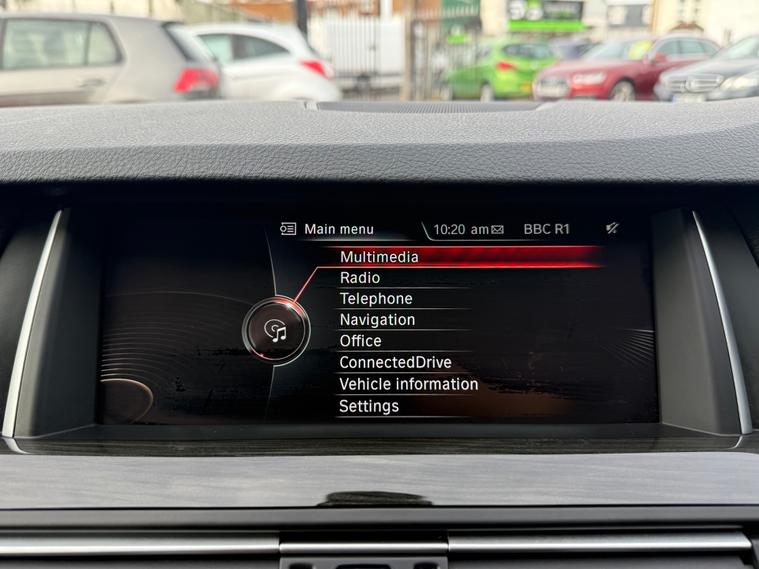 Main menu
10:20 am
BBC R1
Multimedia
Radio
Telephone
Navigation
Office
ConnectedDrive
Vehicle information
Settings